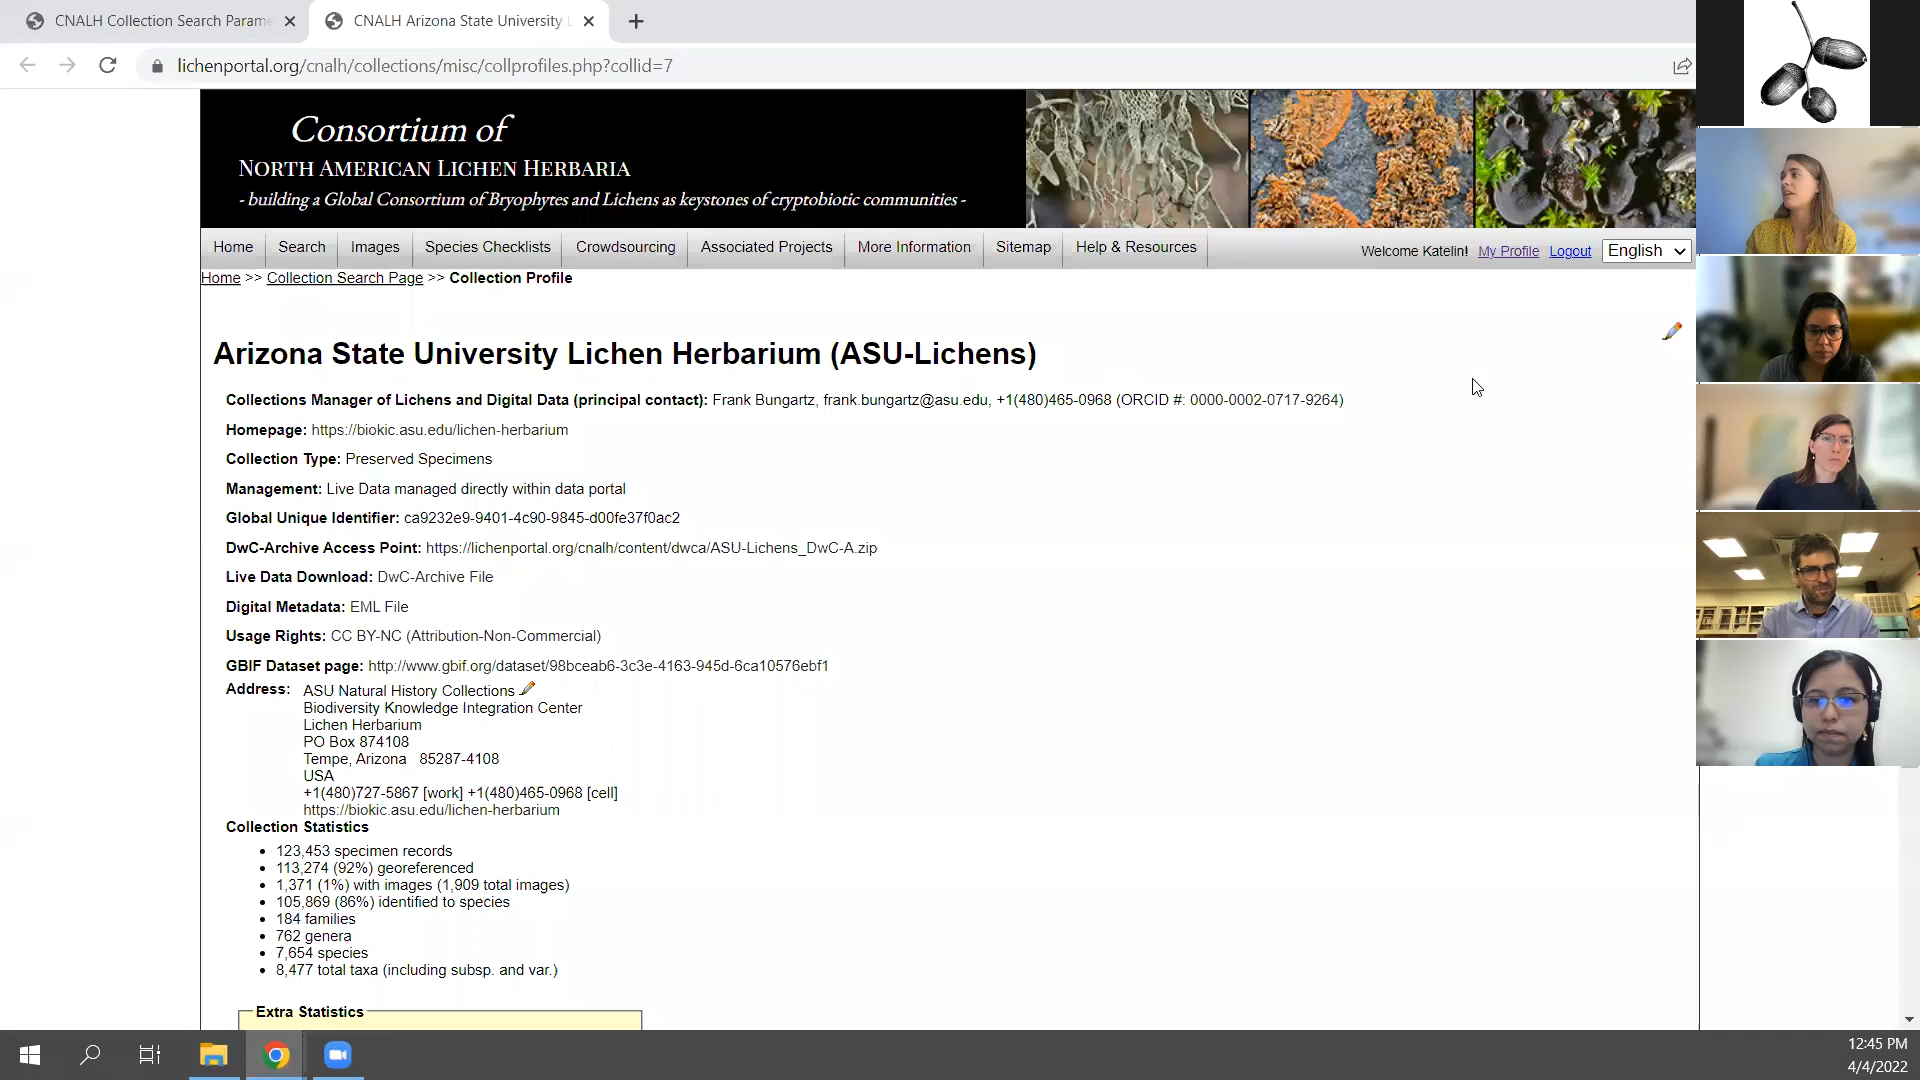 CNALH Collection Search Parame
CNALH Arizona State University L
lichenportal.org/cnalh/collections/misc/collprofiles.php?collid=7
Consortium of
NORTH AMERICAN LICHEN HERBARIA
- building a Global Consortium of Bryophytes and Lichens as keystones of cryptobiotic communities -
Home Search Images Species Checklists Crowdsourcing Associated Projects More Information Sitemap Help & Resources
Welcome Katelin! My Profile Logout English
Home >> Collection Search Page >> Collection Profile
Arizona State University Lichen Herbarium (ASU-Lichens)
Collections Manager of Lichens and Digital Data (principal contact): Frank Bungartz, frank.bungartz@asu.edu, +1(480)465-0968 (ORCID #: 0000-0002-0717-9264)
Homepage: https://biokic.asu.edu/lichen-herbarium
Collection Type: Preserved Specimens
Management: Live Data managed directly within data portal
Global Unique Identifier: ca9232e9-9401-4c90-9845-d00fe37f0ac2
DwC-Archive Access Point: https://lichenportal.org/cnalh/content/dwca/ASU-Lichens_DwC-A.zip
Live Data Download: DwC-Archive File
Digital Metadata: EML File
Usage Rights: CC BY-NC (Attribution-Non-Commercial)
GBIF Dataset page: http://www.gbif.org/dataset/98bceab6-3c3e-4163-945d-6ca10576ebf1
Address: ASU Natural History Collections
Biodiversity Knowledge Integration Center
Lichen Herbarium
PO Box 874108
Tempe, Arizona 85287-4108
USA
+1(480)727-5867 [work] +1(480)465-0968 [cell]
https://biokic.asu.edu/lichen-herbarium
Collection Statistics
• 123,453 specimen records
• 113,274 (92%) georeferenced
• 1,371 (1%) with images (1,909 total images)
• 105,869 (86%) identified to species
• 184 families
• 762 genera
• 7,654 species
• 8,477 total taxa (including subsp. and var.)
Extra Statistics
12:45 PM
4/4/2022